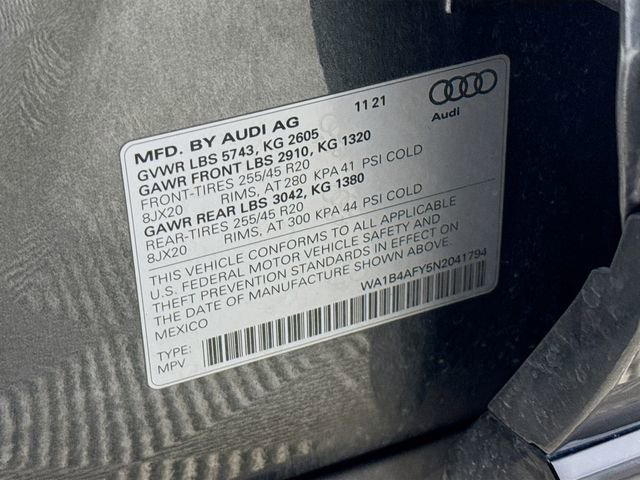 11 21
Audi
MFD. BY AUDI AG
GVWR LBS 5743, KG 2605
GAWR FRONT LBS 2910, KG 1320
FRONT-TIRES 255/45 R20
8JX20 RIMS, AT 280 KPA 41 PSI COLD
GAWR REAR LBS 3042, KG 1380
REAR-TIRES 255/45 R20
8JX20 RIMS, AT 300 KPA 44 PSI COLD
THIS VEHICLE CONFORMS TO ALL APPLICABLE
U.S. FEDERAL MOTOR VEHICLE SAFETY AND
THEFT PREVENTION STANDARDS IN EFFECT ON
THE DATE OF MANUFACTURE SHOWN ABOVE.
MEXICO
WA1B4AFY5N2041794
TYPE:
MPV